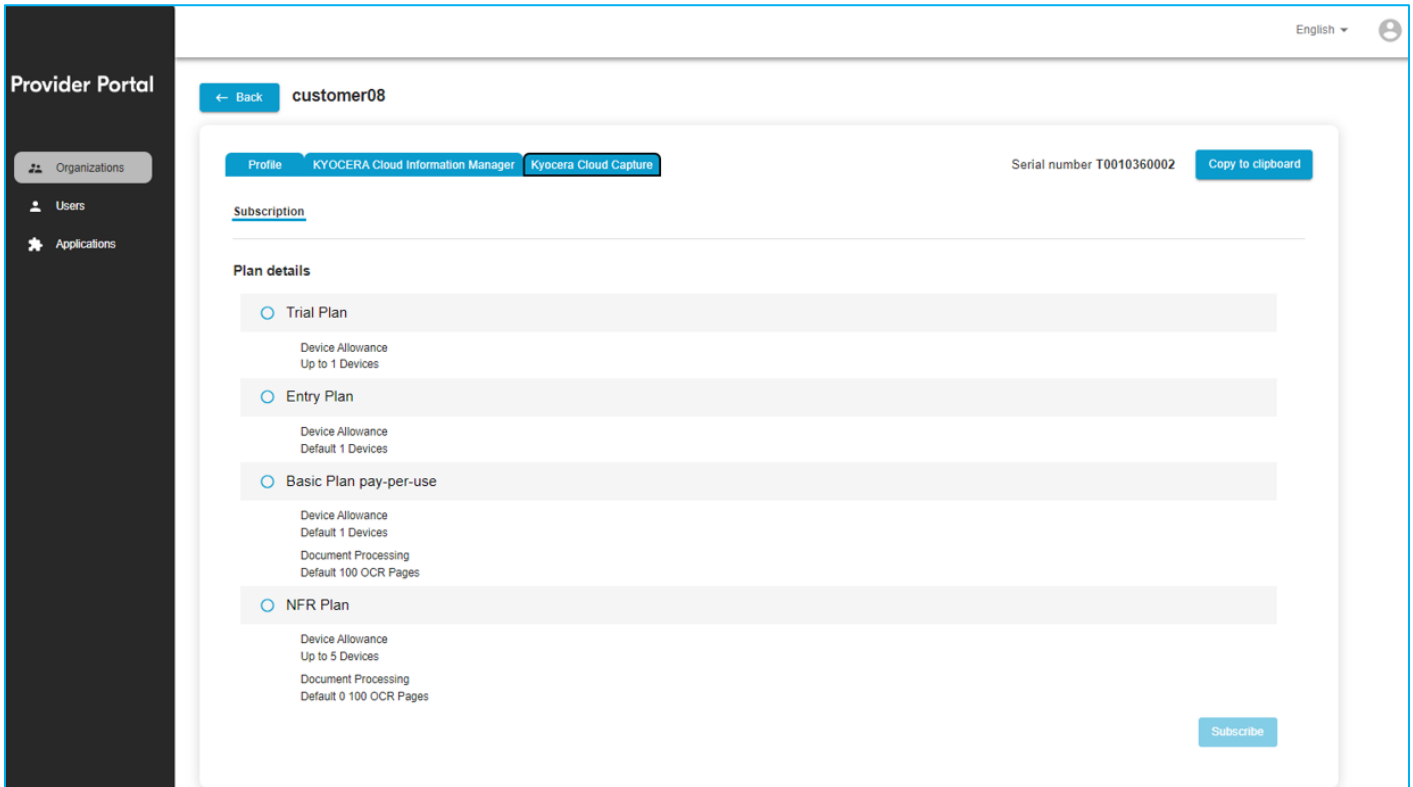 English
Provider Portal
← Back customer08
Organizations
Users
Applications
Profile KYOCERA Cloud Information Manager Kyocera Cloud Capture
Serial number T0010360002 Copy to clipboard
Subscription
Plan details
Trial Plan
Device Allowance
Up to 1 Devices
Entry Plan
Device Allowance
Default 1 Devices
Basic Plan pay-per-use
Device Allowance
Default 1 Devices
Document Processing
Default 100 OCR Pages
NFR Plan
Device Allowance
Up to 5 Devices
Document Processing
Default 0 100 OCR Pages
Subscribe